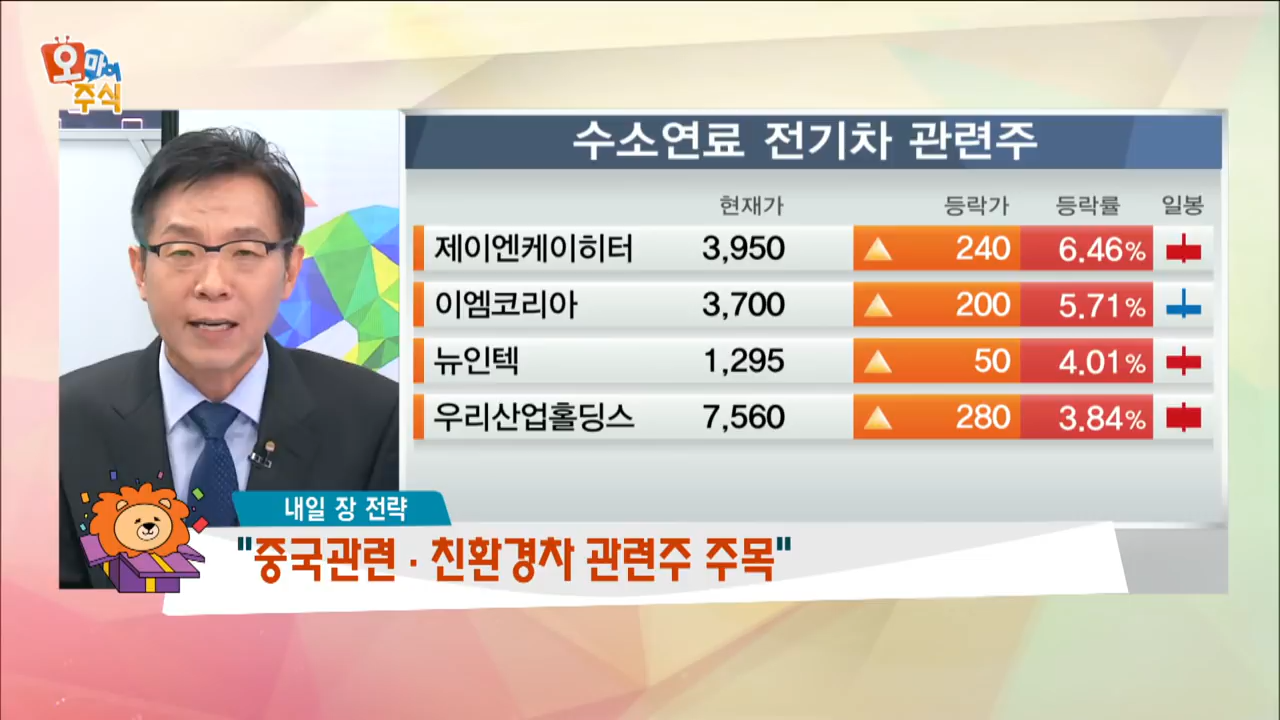 오마이
주식
수소연료 전기차 관련주
현재가 등락가 등락률 일봉
제이엔케이히터 3,950 ▲ 240 6.46%
이엠코리아 3,700 ▲ 200 5.71%
뉴인텍 1,295 ▲ 50 4.01%
우리산업홀딩스 7,560 ▲ 280 3.84%
내일 장 전략
"중국관련 · 친환경차 관련주 주목"